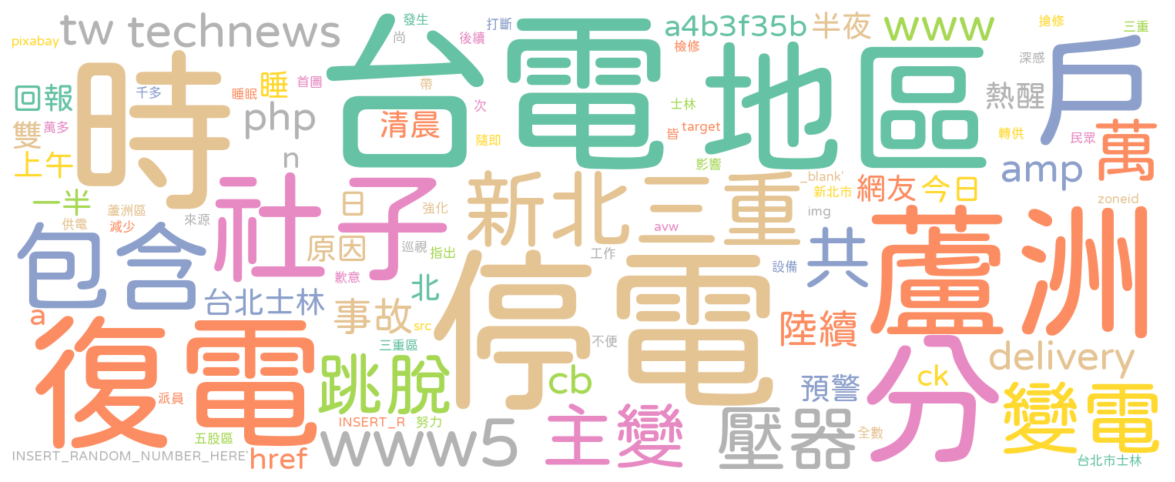 pixabay
tw
technews
發生
尚
後續
打斷
a4b3f35b
半夜
www
搶修
三重
千多
睡眠
睡
首圖
帶
台電
地區
檢修
深感
戶
回報
時
php
清晨
次
士林
熱醒
雙
萬多
隨即
皆
target
轉供
民眾
萬
上午
n
影響
amp
一半
蘆洲區
社子
日
強化
新北
三重
_blank'
新北市
網友
今日
zoneid
供電
減少
來源
img
包含
原因
巡視
指出
avw
工作
設備
共
蘆洲
歉意
北
台北士林
事故
src
停電
不便
陸續
a
復電
三重區
跳脫
cb
預警
分
ck
delivery
派員
INSERT_R
努力
變電
五股區
www5
主變
壓器
全數
INSERT_RANDOM_NUMBER_HERE'
href
台北市士林